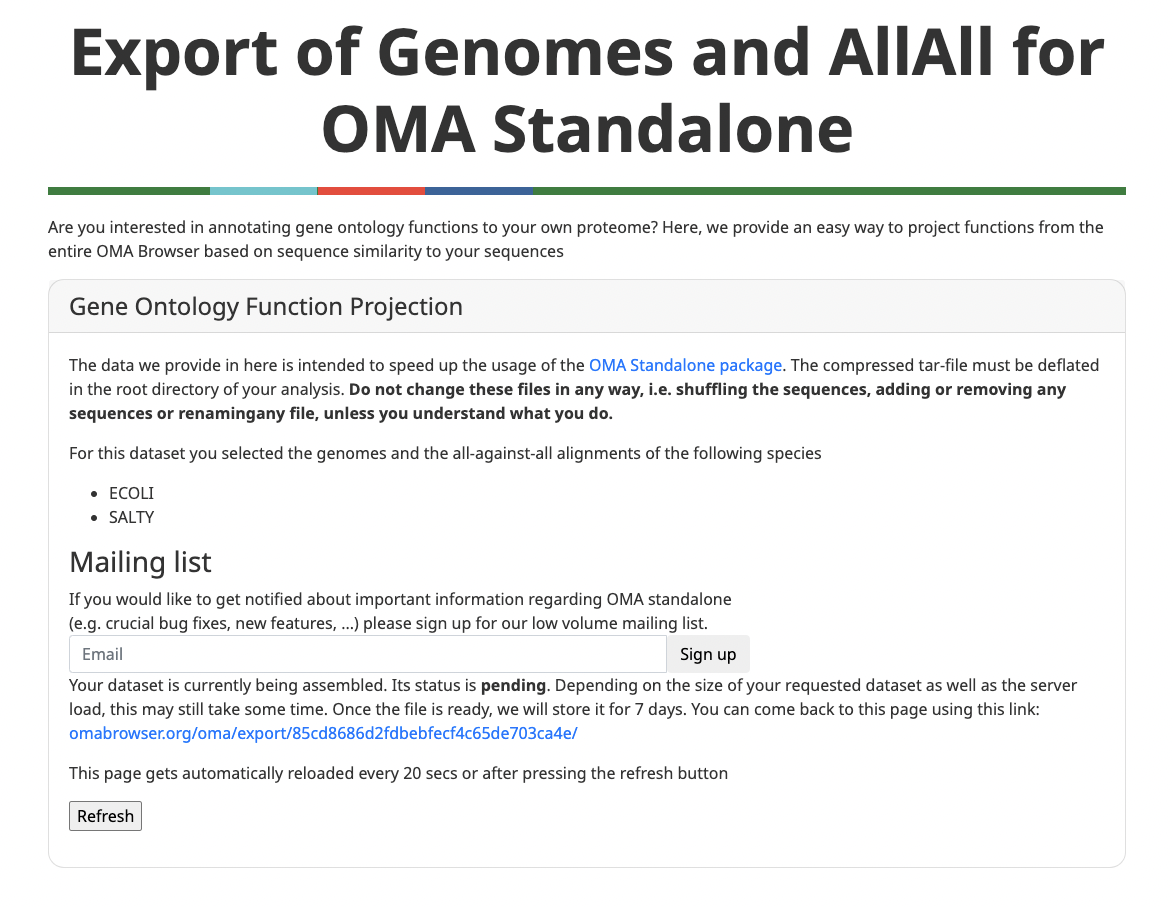 Export of Genomes and AllAll for
OMA Standalone
Are you interested in annotating gene ontology functions to your own proteome? Here, we provide an easy way to project functions from the
entire OMA Browser based on sequence similarity to your sequences
Gene Ontology Function Projection
The data we provide in here is intended to speed up the usage of the OMA Standalone package. The compressed tar-file must be deflated
in the root directory of your analysis. Do not change these files in any way, i.e. shuffling the sequences, adding or removing any
sequences or renamingany file, unless you understand what you do.
For this dataset you selected the genomes and the all-against-all alignments of the following species
• ECOLI
• SALTY
Mailing list
If you would like to get notified about important information regarding OMA standalone
(e.g. crucial bug fixes, new features, ...) please sign up for our low volume mailing list.
Email Sign up
Your dataset is currently being assembled. Its status is pending. Depending on the size of your requested dataset as well as the server
load, this may still take some time. Once the file is ready, we will store it for 7 days. You can come back to this page using this link:
omabrowser.org/oma/export/85cd8686d2fdbebfecf4c65de703ca4e/
This page gets automatically reloaded every 20 secs or after pressing the refresh button
Refresh